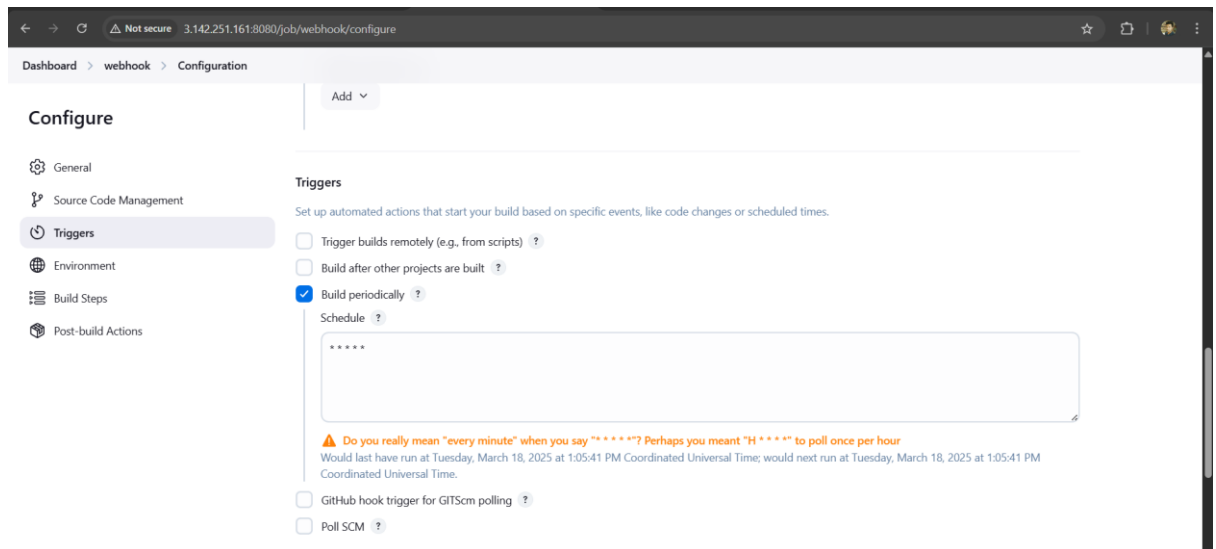 Not secure 3.142.251.161:8080/job/webhook/configure
Dashboard > webhook > Configuration
Add
Configure
General
Source Code Management
Triggers
Environment
Build Steps
Post-build Actions
Triggers
Set up automated actions that start your build based on specific events, like code changes or scheduled times.
Trigger builds remotely (e.g., from scripts) ?
Build after other projects are built ?
Build periodically ?
Schedule ?
* * * * *
Do you really mean "every minute" when you say "* * * * *"? Perhaps you meant "H * * * *" to poll once per hour
Would last have run at Tuesday, March 18, 2025 at 1:05:41 PM Coordinated Universal Time; would next run at Tuesday, March 18, 2025 at 1:05:41 PM
Coordinated Universal Time.
GitHub hook trigger for GITScm polling ?
Poll SCM ?